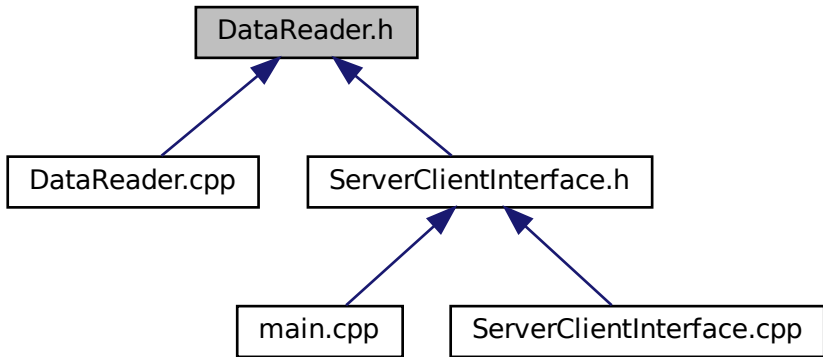 DataReader.h
DataReader.cpp
ServerClientInterface.h
main.cpp
ServerClientInterface.cpp